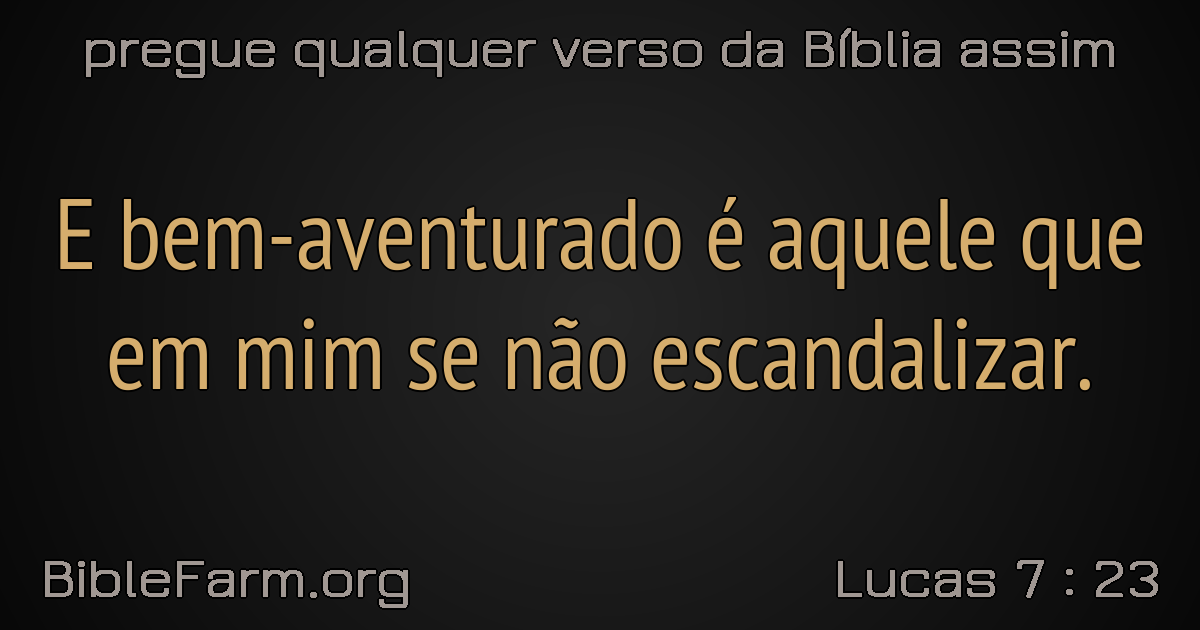 pregue qualquer verso da Bíblia assim
E bem-aventurado é aquele que
em mim se não escandalizar.
BibleFarm.org
Lucas 7 : 23